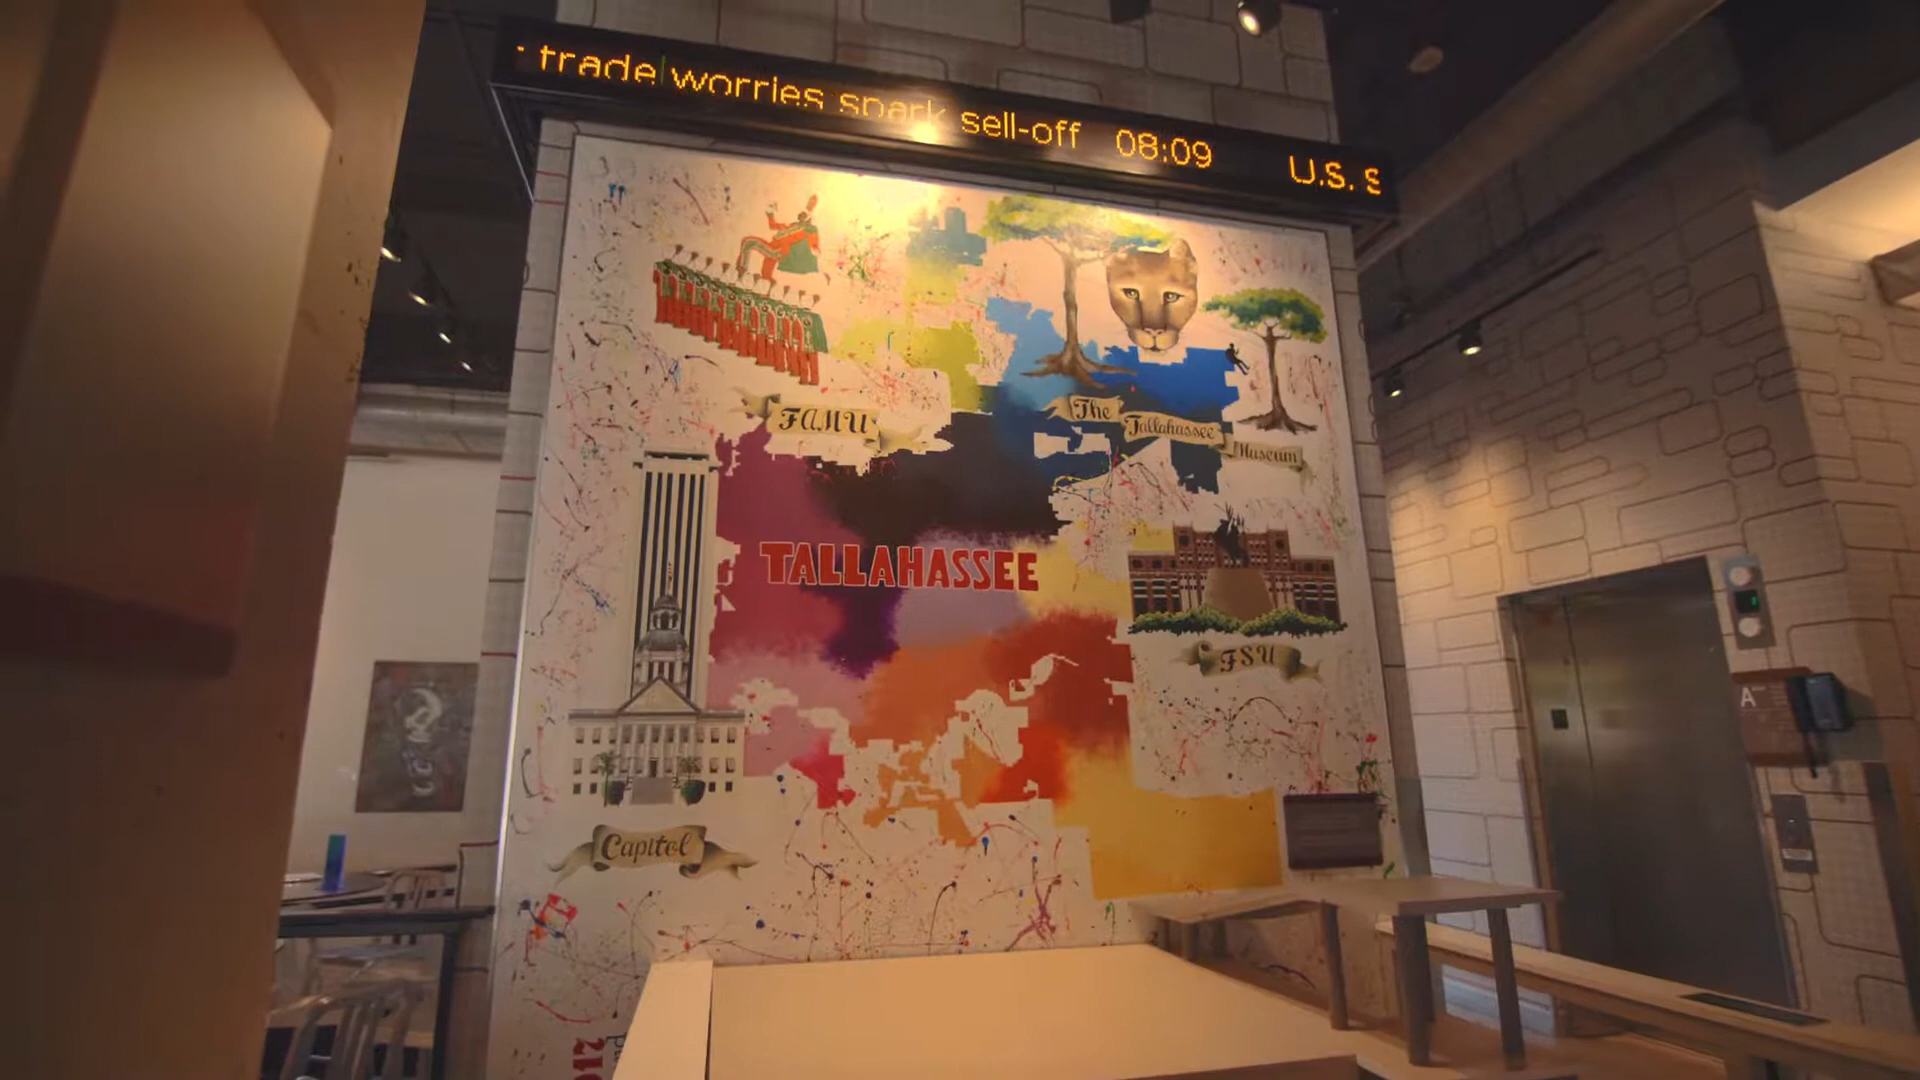 trade worries spark sell-off 08:09 U.S. S
FAMU
The Tallahassee Museum
TALLAHASSEE
FSU
Capitol
A